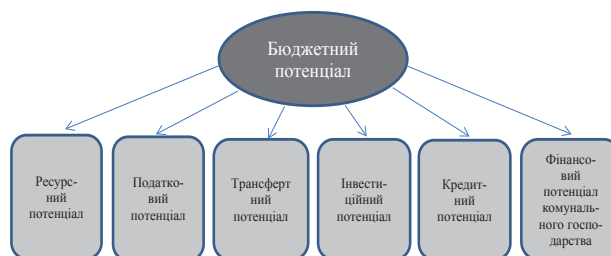 Бюджетний
потенціал
Ресурс-
ний
потенціал
Податко-
вий
потенціал
Трансферт
ний
потенціал
Інвести-
ційний
потенціал
Кредит-
ний
потенціал
Фінансо-
вий
потенціал
комуналь-
ного госпо-
дарства